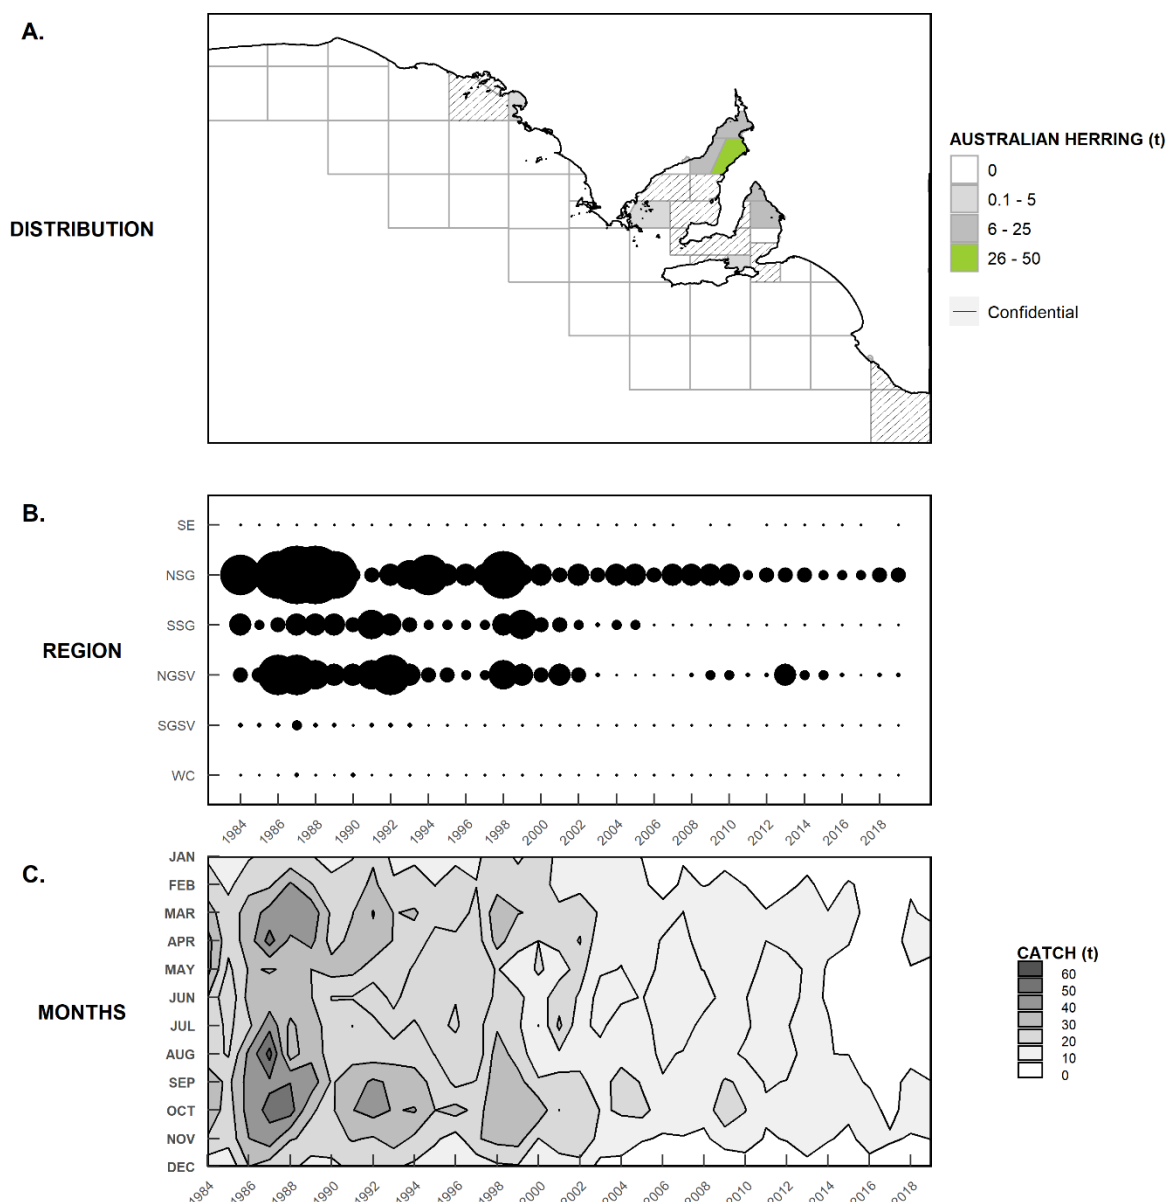 A.
DISTRIBUTION
AUSTRALIAN HERRING (t)
0
0.1 - 5
6 - 25
26 - 50
Confidential
B.
REGION
SE
NSG
SSG
NGSV
SGSV
WC
1984 1986 1988 1990 1992 1994 1996 1998 2000 2002 2004 2006 2008 2010 2012 2014 2016 2018
C.
MONTHS
JAN
FEB
MAR
APR
MAY
JUN
JUL
AUG
SEP
OCT
NOV
DEC
CATCH (t)
60
50
40
30
20
10
0
1984 1986 1988 1990 1992 1994 1996 1998 2000 2002 2004 2006 2008 2010 2012 2014 2016 2018